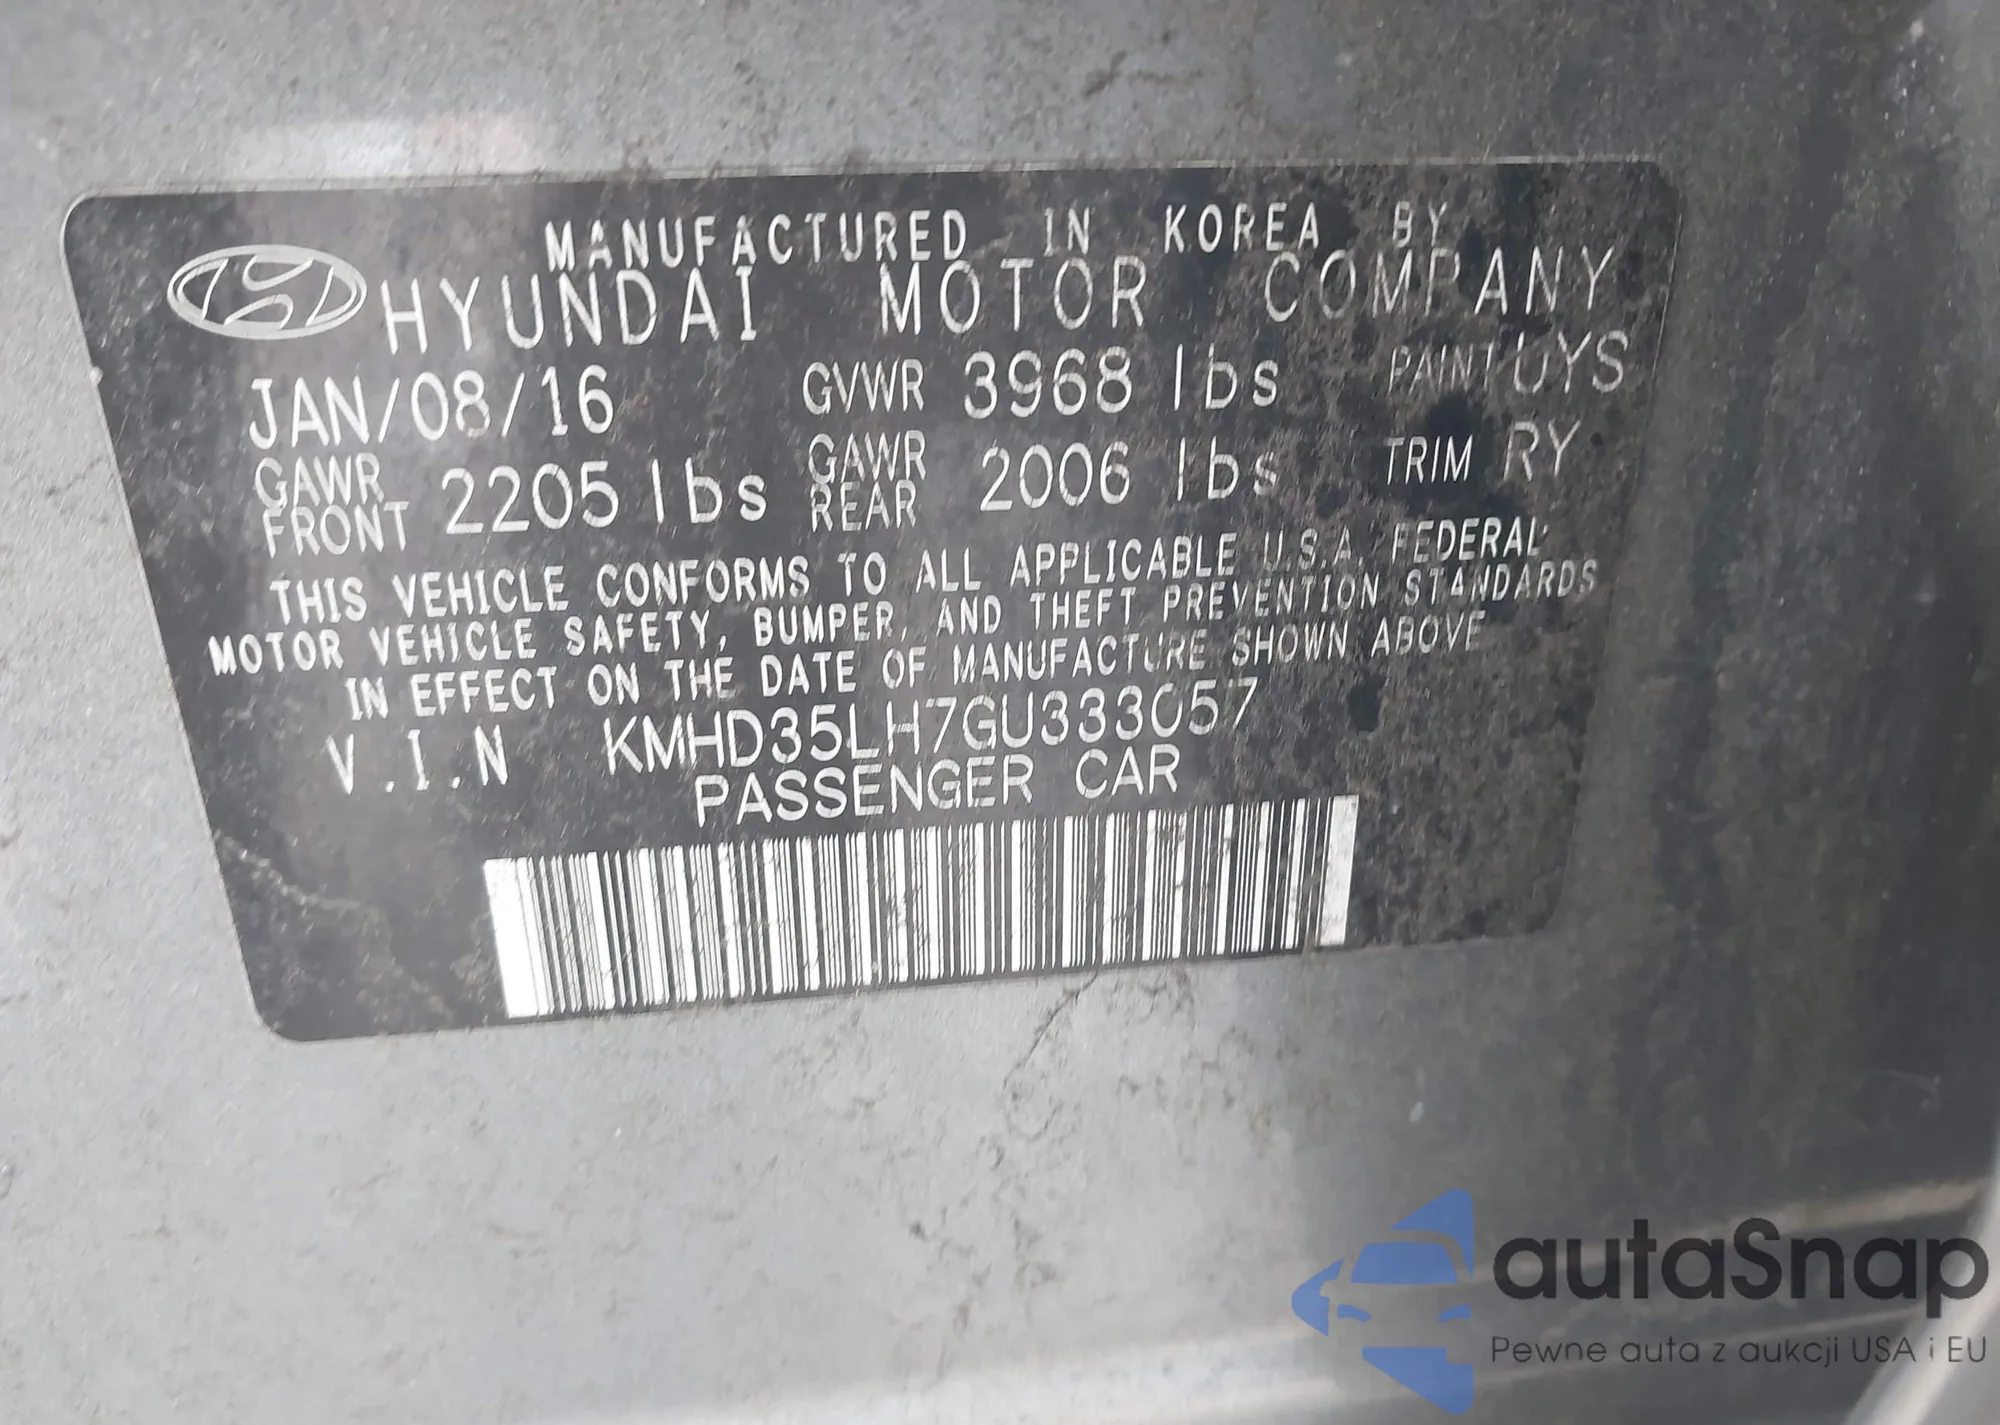 MANUFACTURED IN KOREA BY
HYUNDAI MOTOR COMPANY
JAN/08/16 GVWR 3968 lbs PAINT UYS
GAWR FRONT 2205 lbs GAWR REAR 2006 lbs TRIM RY
THIS VEHICLE CONFORMS TO ALL APPLICABLE U.S.A. FEDERAL
MOTOR VEHICLE SAFETY, BUMPER, AND THEFT PREVENTION STANDARDS
IN EFFECT ON THE DATE OF MANUFACTURE SHOWN ABOVE
V.I.N KMHD35LH7GU333057
PASSENGER CAR
autaSnap
Pewne auta z aukcji USA i EU